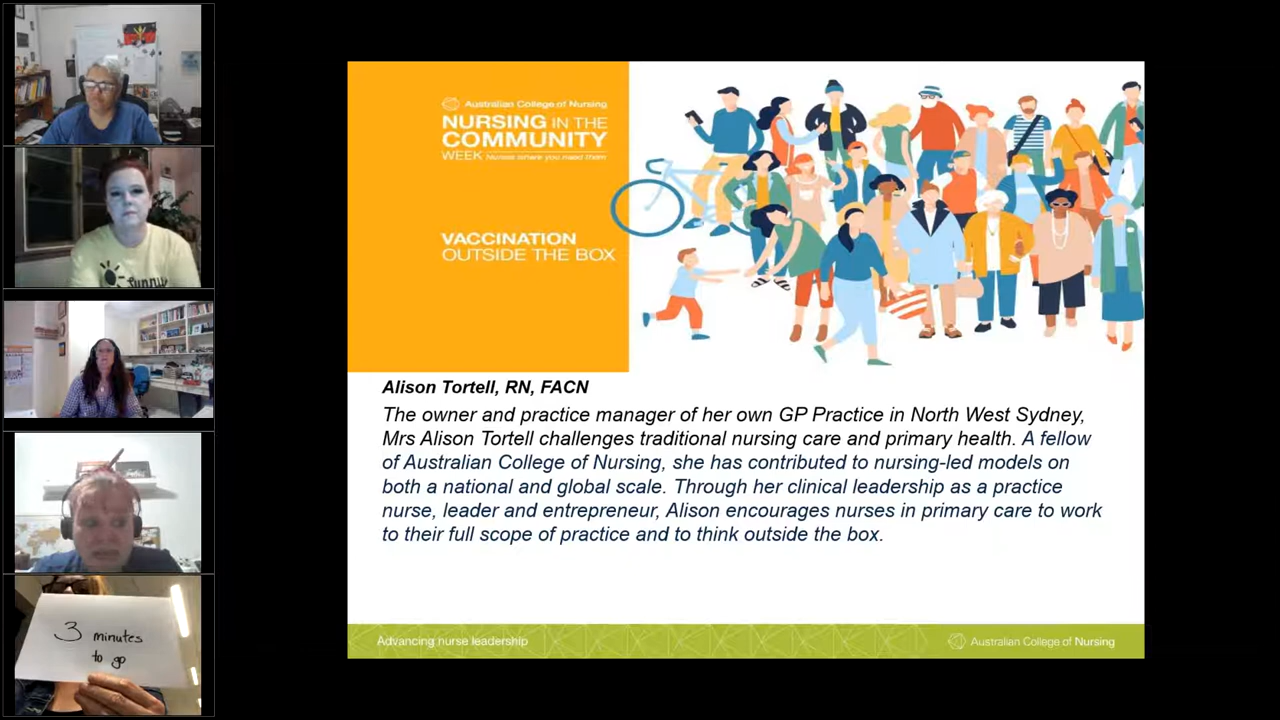 Australian College of Nursing
NURSING IN THE
COMMUNITY
WEEK Nurses where you need them
VACCINATION
OUTSIDE THE BOX
Alison Tortell, RN, FACN
The owner and practice manager of her own GP Practice in North West Sydney,
Mrs Alison Tortell challenges traditional nursing care and primary health. A fellow
of Australian College of Nursing, she has contributed to nursing-led models on
both a national and global scale. Through her clinical leadership as a practice
nurse, leader and entrepreneur, Alison encourages nurses in primary care to work
to their full scope of practice and to think outside the box.
Advancing nurse leadership
Australian College of Nursing
3 minutes
to go